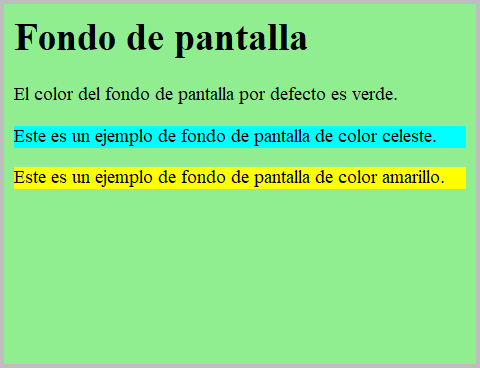 Fondo de pantalla
El color del fondo de pantalla por defecto es verde.
Este es un ejemplo de fondo de pantalla de color celeste.
Este es un ejemplo de fondo de pantalla de color amarillo.